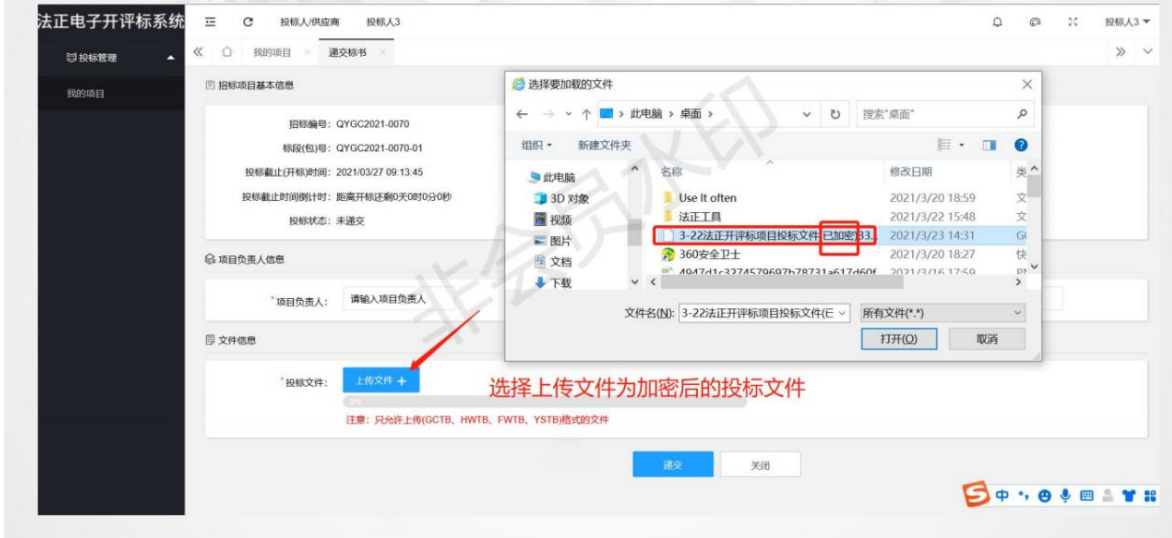 法正电子开评标系统
投标人/供应商
投标人3
投标人3
投标管理
我的项目
递交标书
我的项目
招标项目基本信息
招标编号: QYGC2021-0070
标段(包)号: QYGC2021-0070-01
投标截止(开标)时间: 2021/03/27 09:13:45
投标截止时间倒计时: 距离开标还剩0天0时0分0秒
投标状态: 未递交
项目负责人信息
*项目负责人:
请输入项目负责人
文件信息
*投标文件:
上传文件 +
0%
注意: 只允许上传(GCTB、HWTB、FWTB、YSTB)格式的文件
选择上传文件为加密后的投标文件
递交
关闭
选择要加载的文件
此电脑 > 桌面 >
搜索"桌面"
组织
新建文件夹
此电脑
3D 对象
视频
图片
文档
下载
名称
修改日期
类
Use It often
2021/3/20 18:59
文
法正工具
2021/3/22 15:48
文
3-22法正开评标项目投标文件(已加密)33...
2021/3/23 14:31
G
360安全卫士
2021/3/20 18:27
快
4947d1c3274579697b78731a617d60f
2021/3/16 17:59
文件名(N):
3-22法正开评标项目投标文件(已
所有文件(*.*)
打开(O)
取消
非会员水印
中